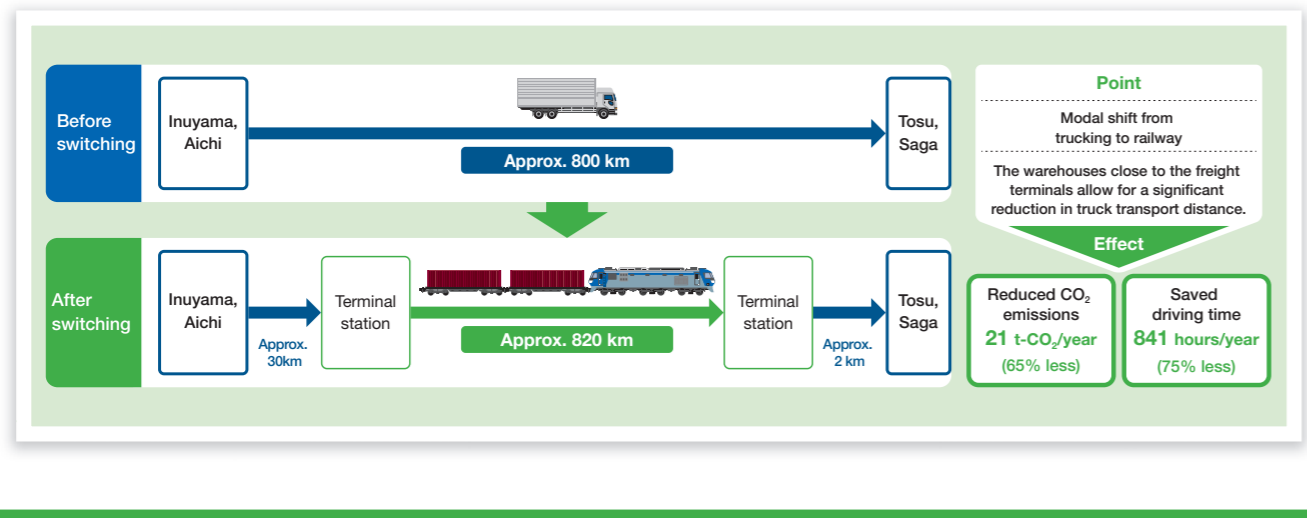 Before
switching
Inuyama,
Aichi
Approx. 800 km
Tosu,
Saga
After
switching
Inuyama,
Aichi
Approx.
30km
Terminal
station
Approx. 820 km
Terminal
station
Approx.
2 km
Tosu,
Saga
Point
Modal shift from
trucking to railway
The warehouses close to the freight
terminals allow for a significant
reduction in truck transport distance.
Effect
Reduced CO₂
emissions
21 t-CO₂/year
(65% less)
Saved
driving time
841 hours/year
(75% less)